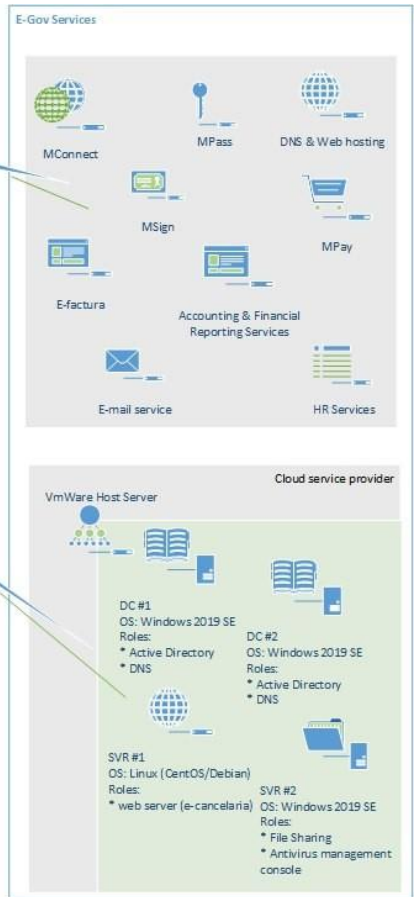 E-Gov Services
MConnect
MPass
DNS & Web hosting
MSign
MPay
E-factura
Accounting & Financial
Reporting Services
E-mail service
HR Services
Cloud service provider
VmWare Host Server
DC #1
OS: Windows 2019 SE
Roles:
* Active Directory
* DNS
DC #2
OS: Windows 2019 SE
Roles:
* Active Directory
* DNS
SVR #1
OS: Linux (CentOS/Debian)
Roles:
* web server (e-cancelaria)
SVR #2
OS: Windows 2019 SE
Roles:
* File Sharing
* Antivirus management
console